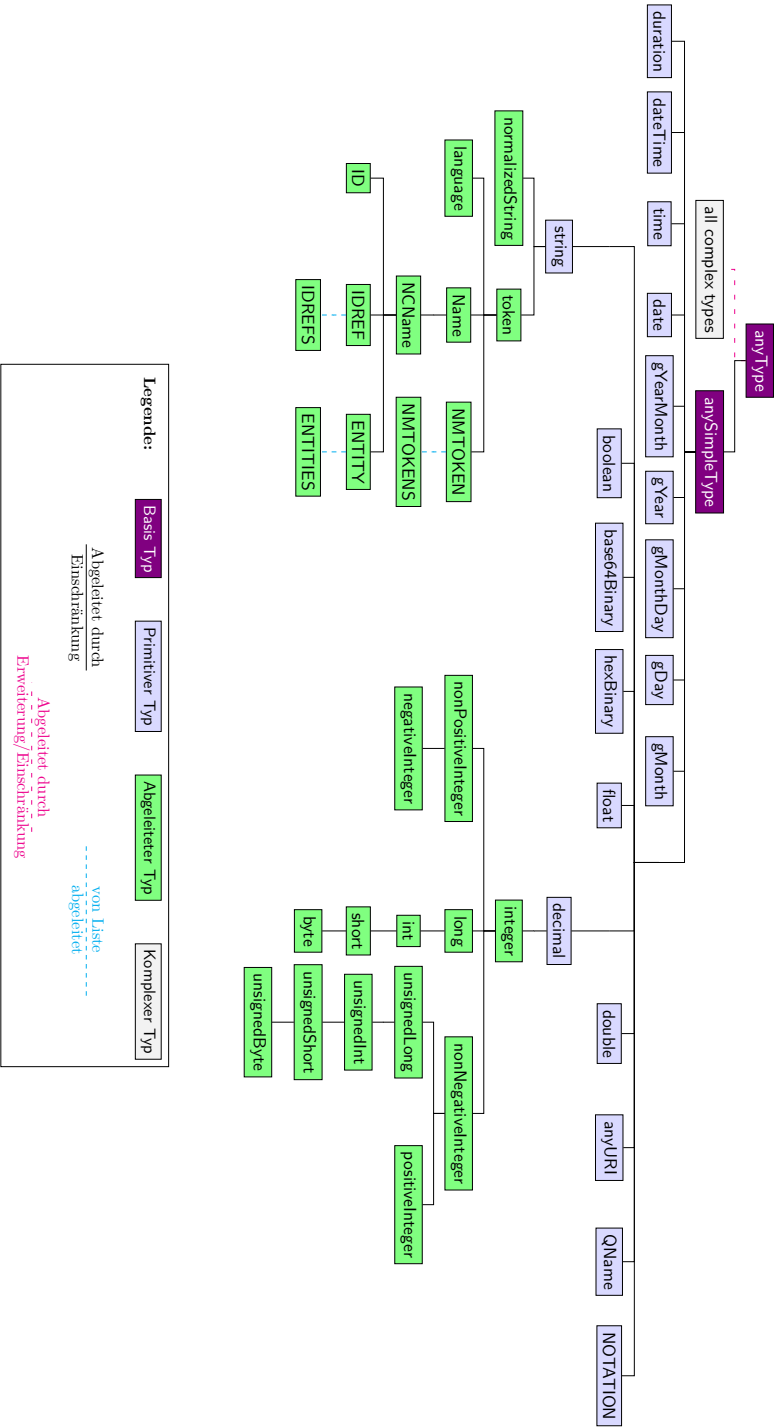 anyType
all complex types
anySimpleType
duration
dateTime
time
date
gYearMonth
gYear
gMonthDay
gDay
gMonth
boolean
base64Binary
hexBinary
float
double
anyURI
QName
NOTATION
string
decimal
normalizedString
token
integer
language
Name
NMTOKEN
nonPositiveInteger
long
nonNegativeInteger
NCName
NMTOKENS
negativeInteger
int
unsignedLong
positiveInteger
ID
IDREF
ENTITY
short
unsignedInt
IDREFS
ENTITIES
byte
unsignedShort
unsignedByte
Legende:
Basis Typ
Primitiver Typ
Abgeleiteter Typ
Komplexer Typ
Abgeleitet durch
Einschränkung
von Liste
abgeleitet
Abgeleitet durch
Erweiterung/Einschränkung